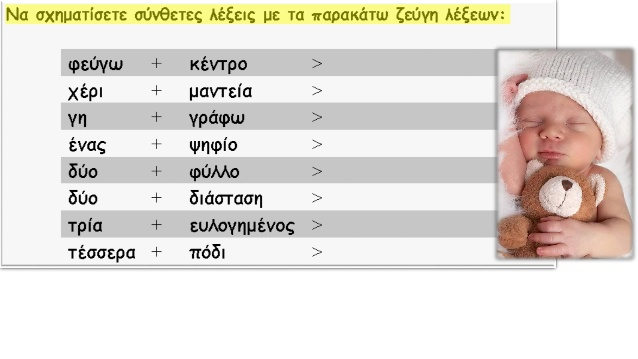 Να σχηματίσετε σύνθετες λέξεις με τα παρακάτω ζεύγη λέξεων:
φεύγω + κέντρο >
χέρι + μαντεία >
γη + γράφω >
ένας + ψηφίο >
δύο + φύλλο >
δύο + διάσταση >
τρία + ευλογημένος >
τέσσερα + πόδι >